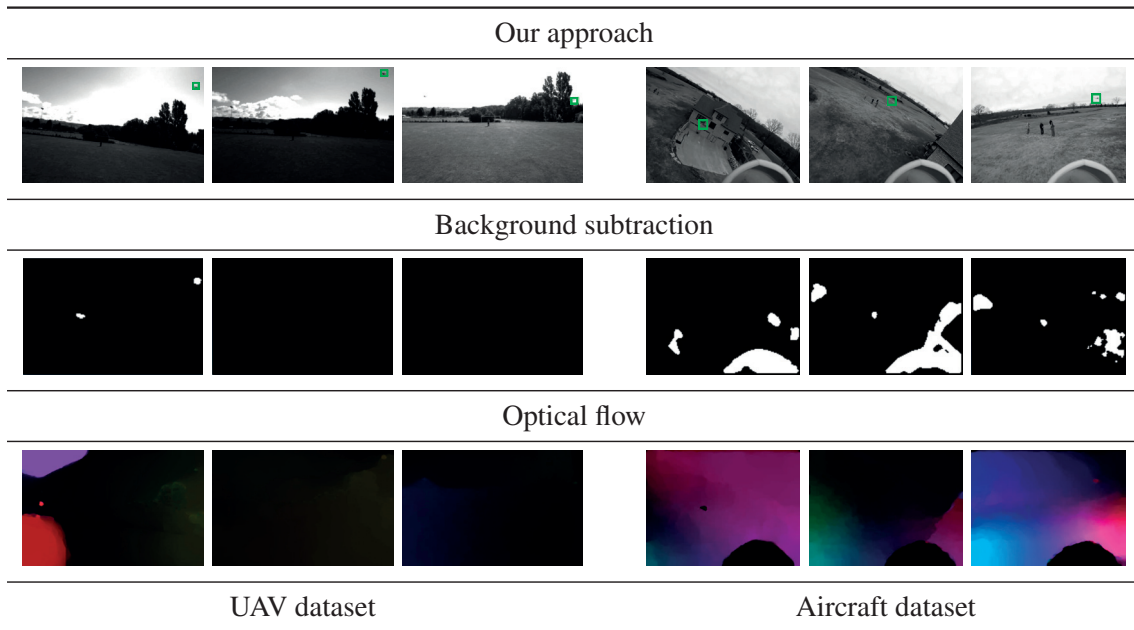 Our approach
Background subtraction
Optical flow
UAV dataset
Aircraft dataset